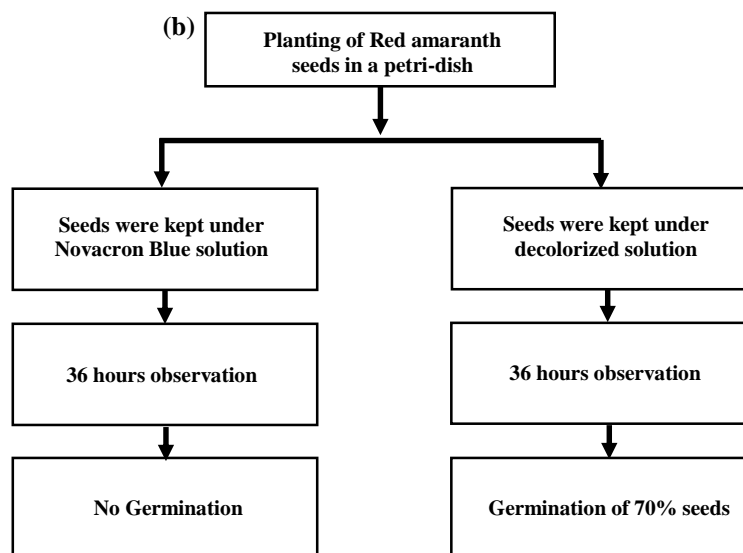 (b)
Planting of Red amaranth
seeds in a petri-dish
Seeds were kept under
Novacron Blue solution
Seeds were kept under
decolorized solution
36 hours observation
36 hours observation
No Germination
Germination of 70% seeds